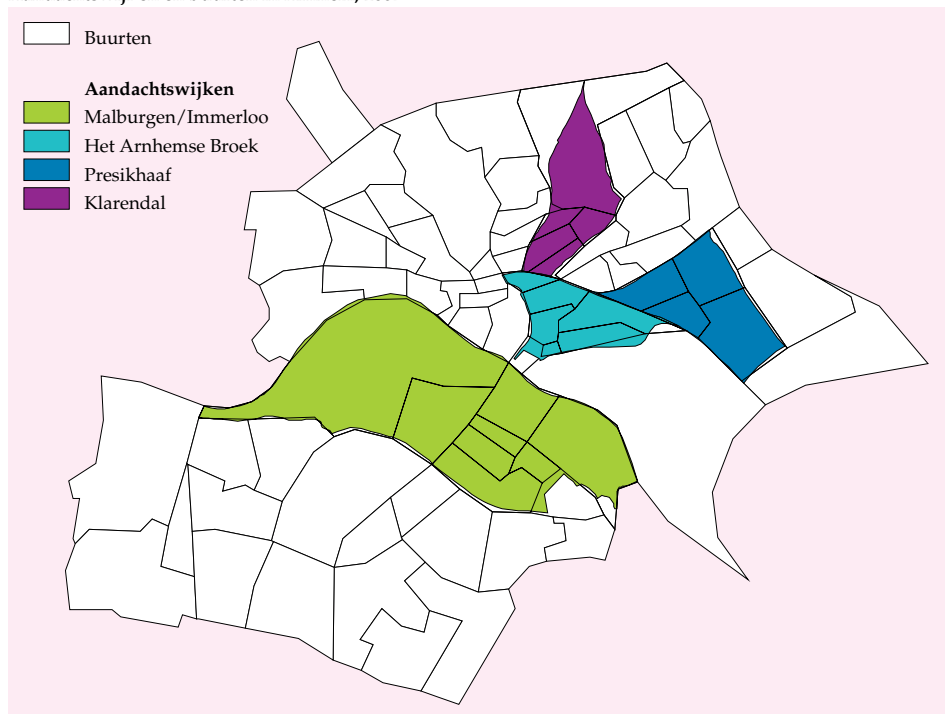 Buurten
Aandachtswijken
Malburgen/Immerloo
Het Arnhemse Broek
Presikhaaf
Klarendal